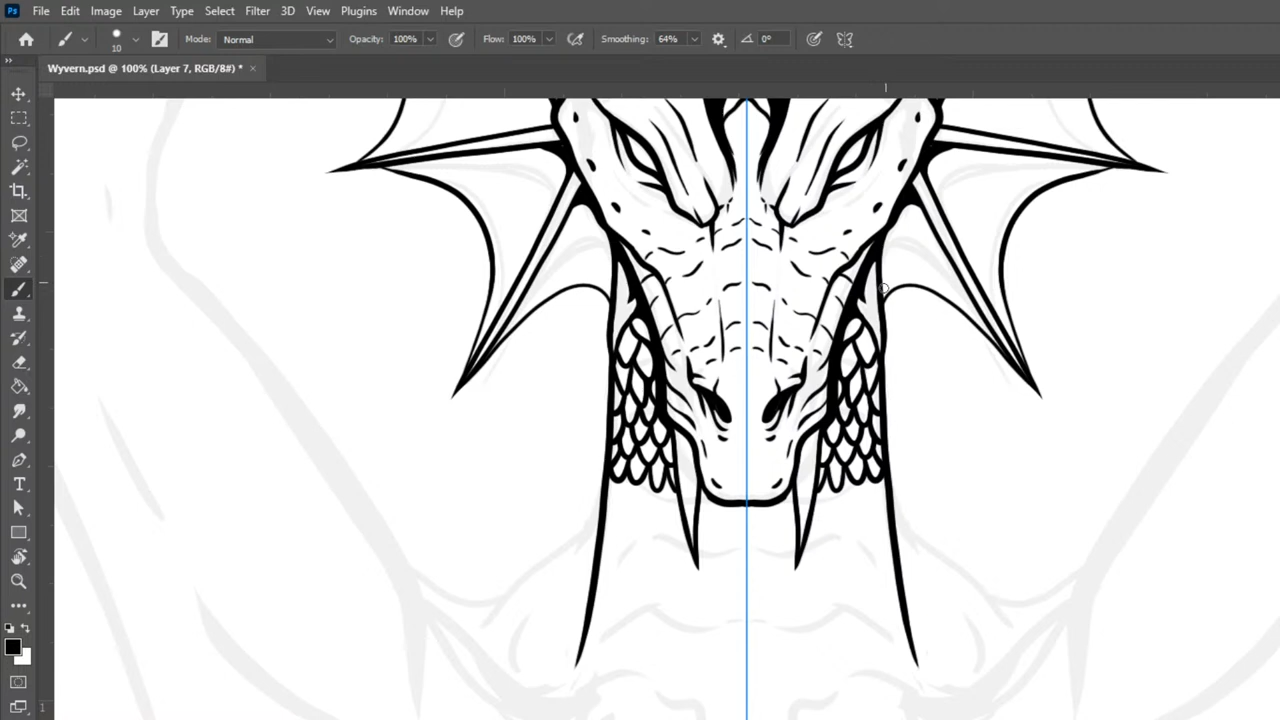 Ps File Edit Image Layer Type Select Filter 3D View Plugins Window Help
10 Mode: Normal Opacity: 100% Flow: 100% Smoothing: 64% 0°
Wyvern.psd @ 100% (Layer 7, RGB/8#) * ×
T
1